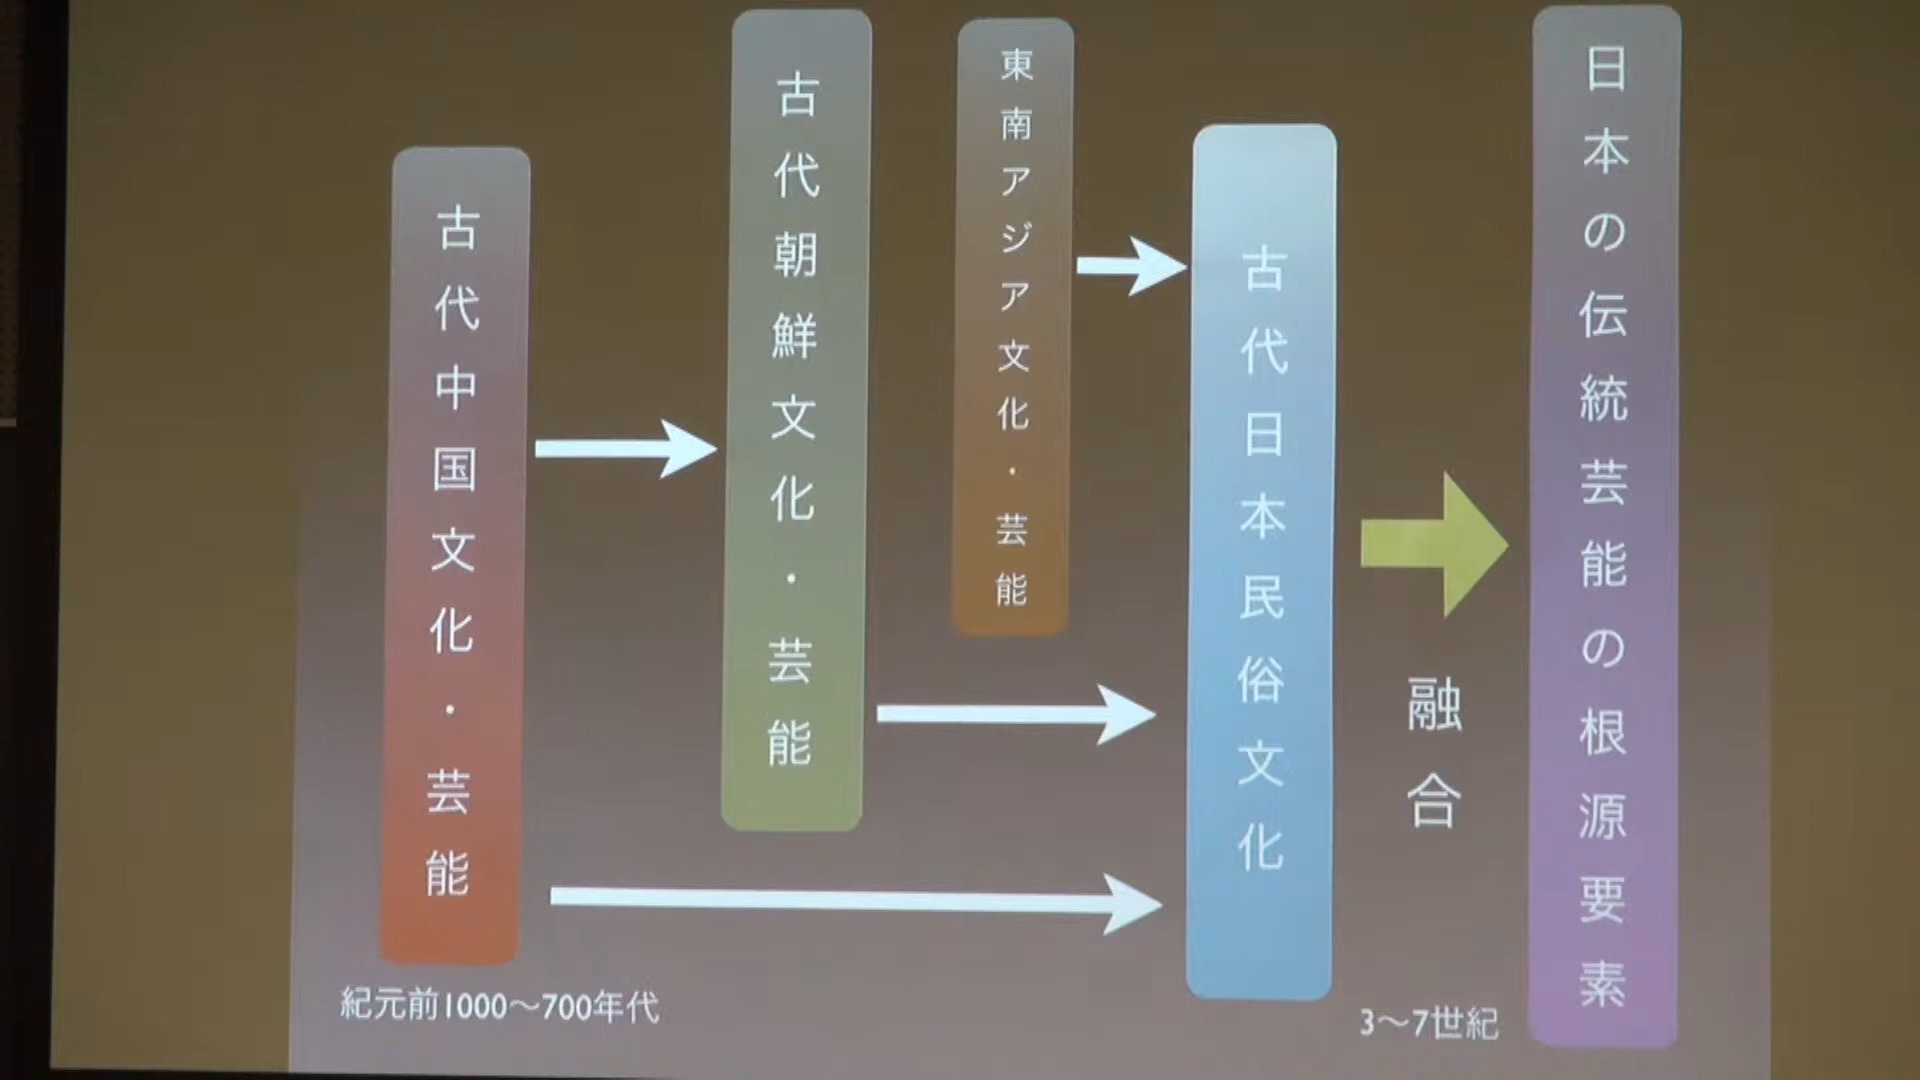 古代中国文化・芸能
古代朝鮮文化・芸能
東南アジア文化・芸能
古代日本民俗文化
融合
日本の伝統芸能の根源要素
紀元前1000〜700年代
3〜7世紀